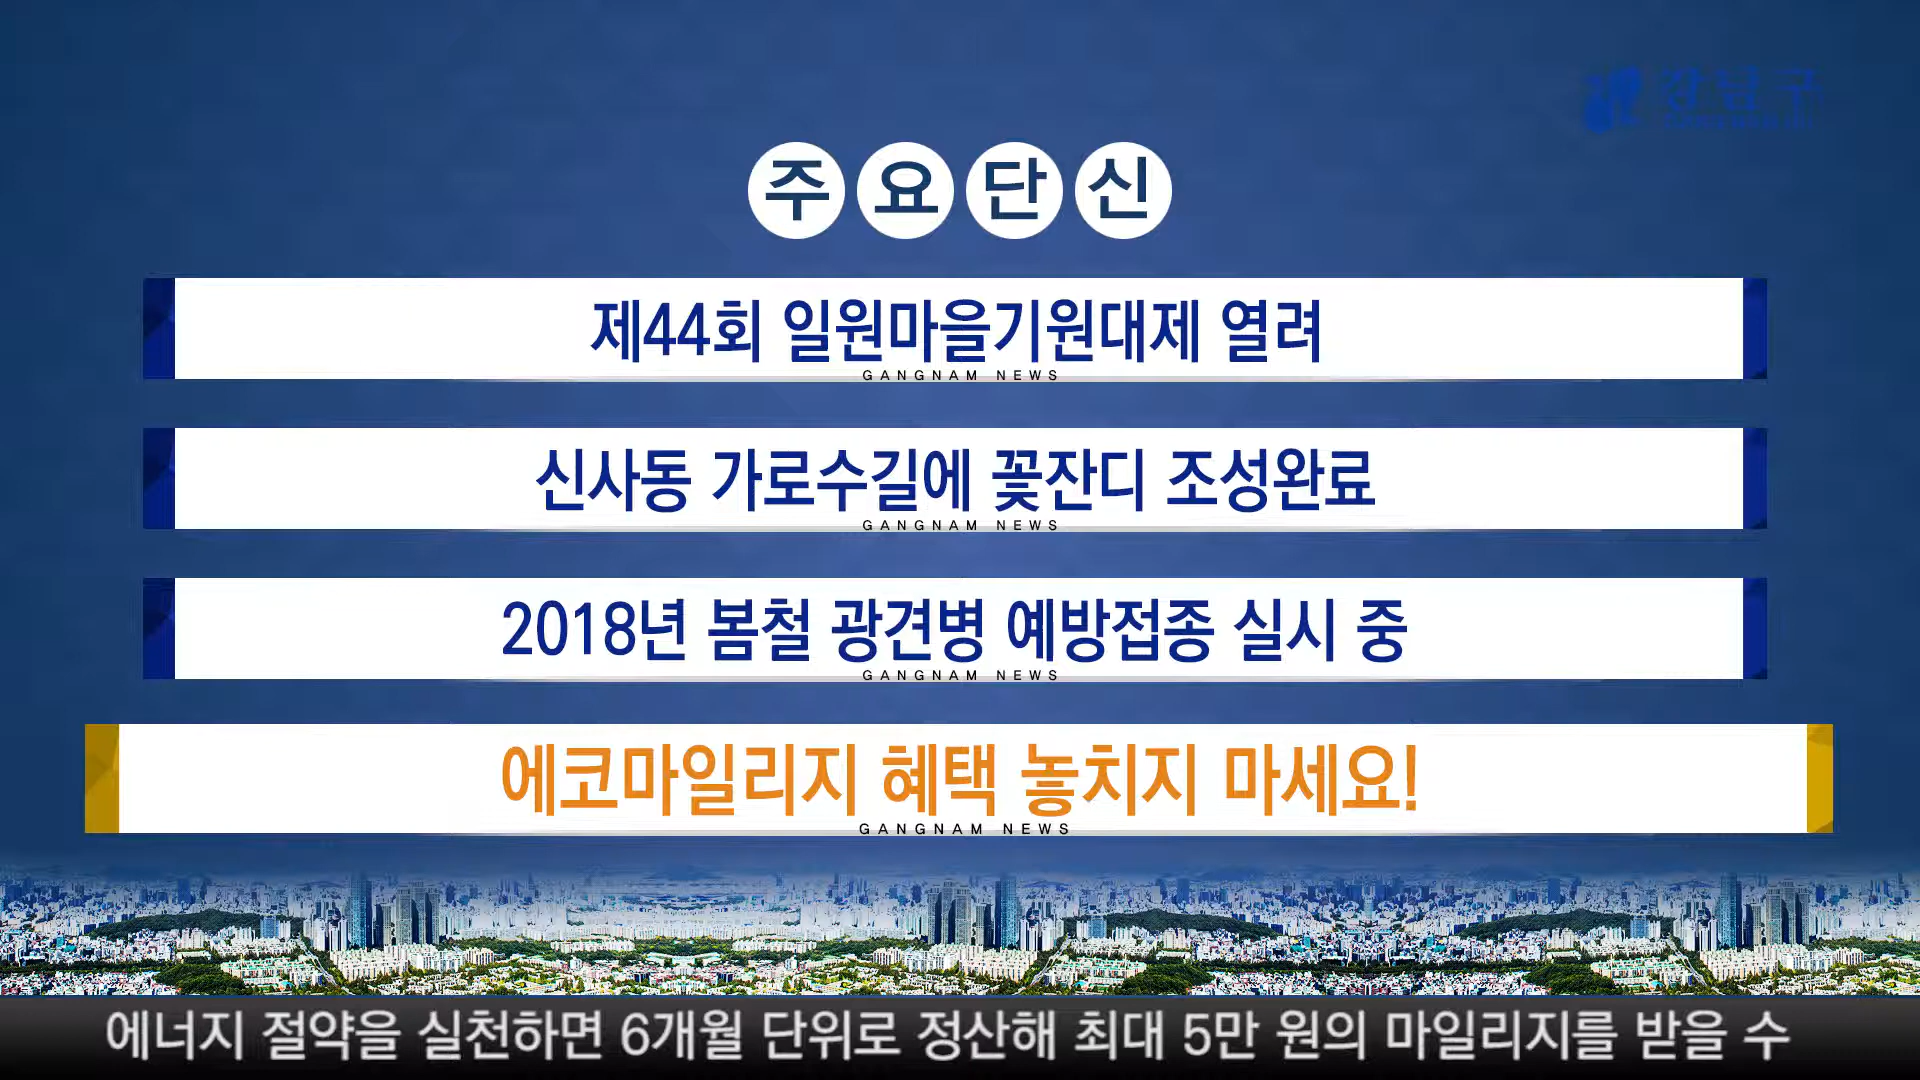 강남구
주요단신
제44회 일원마을기원대제 열려
GANGNAM NEWS
신사동 가로수길에 꽃잔디 조성완료
GANGNAM NEWS
2018년 봄철 광견병 예방접종 실시 중
GANGNAM NEWS
에코마일리지 혜택 놓치지 마세요!
GANGNAM NEWS
에너지 절약을 실천하면 6개월 단위로 정산해 최대 5만 원의 마일리지를 받을 수